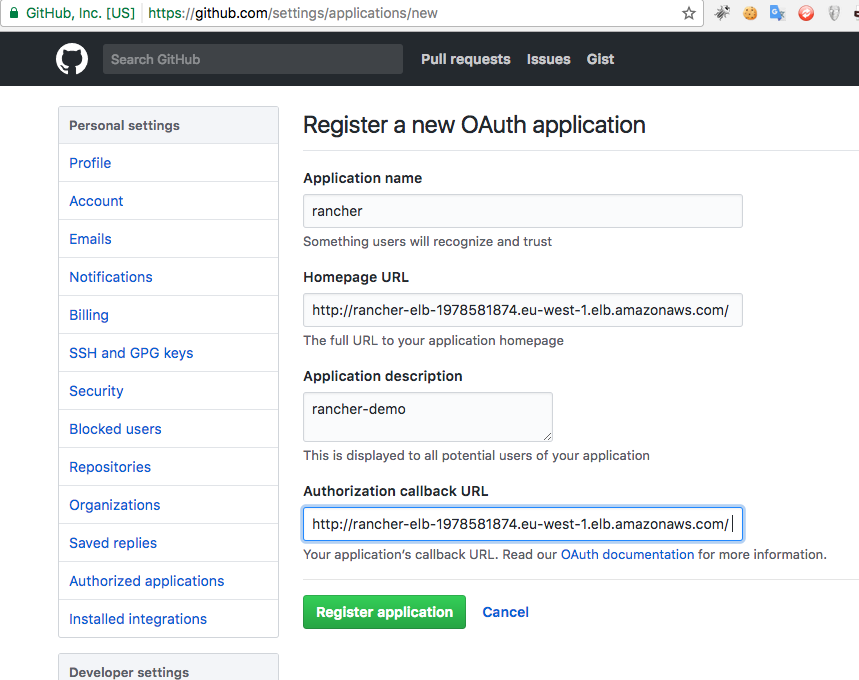 GitHub, Inc. [US] https://github.com/settings/applications/new
Search GitHub
Pull requests Issues Gist
Personal settings
Profile
Account
Emails
Notifications
Billing
SSH and GPG keys
Security
Blocked users
Repositories
Organizations
Saved replies
Authorized applications
Installed integrations
Developer settings
Register a new OAuth application
Application name
rancher
Something users will recognize and trust
Homepage URL
http://rancher-elb-1978581874.eu-west-1.elb.amazonaws.com/
The full URL to your application homepage
Application description
rancher-demo
This is displayed to all potential users of your application
Authorization callback URL
http://rancher-elb-1978581874.eu-west-1.elb.amazonaws.com/
Your application's callback URL. Read our OAuth documentation for more information.
Register application Cancel